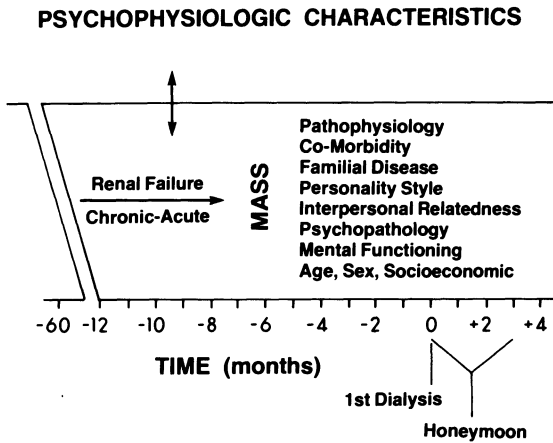 PSYCHOPHYSIOLOGIC CHARACTERISTICS
Pathophysiology
Co-Morbidity
Familial Disease
Personality Style
Interpersonal Relatedness
Psychopathology
Mental Functioning
Age, Sex, Socioeconomic
MASS
Renal Failure
Chronic-Acute
-60 -12 -10 -8 -6 -4 -2 0 +2 +4
TIME (months)
1st Dialysis
Honeymoon